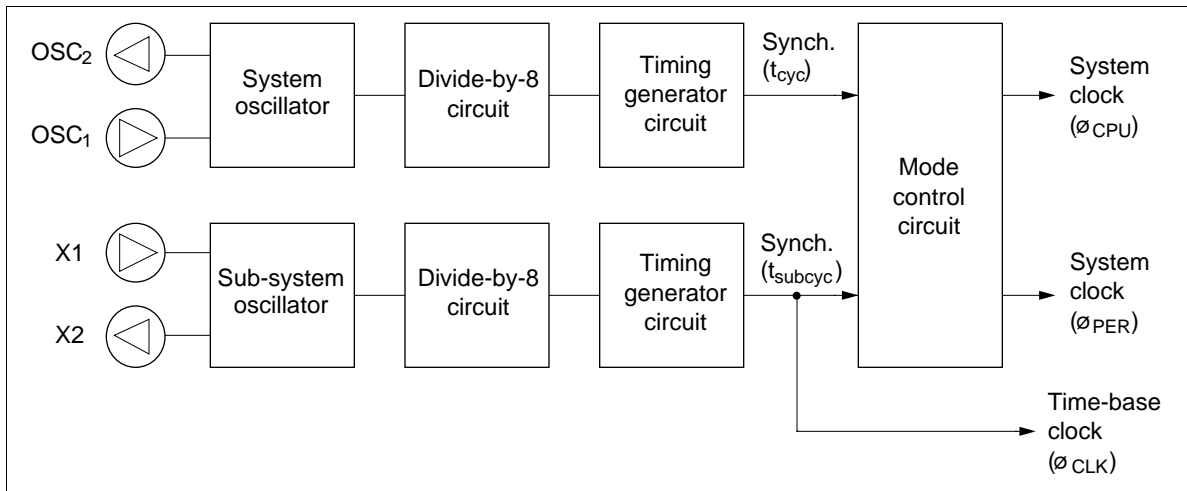 OSC2
OSC1
System
oscillator
Divide-by-8
circuit
Timing
generator
circuit
Synch.
(tcyc)
Mode
control
circuit
System
clock
(øCPU)
X1
X2
Sub-system
oscillator
Divide-by-8
circuit
Timing
generator
circuit
Synch.
(tsubcyc)
System
clock
(øPER)
Time-base
clock
(øCLK)